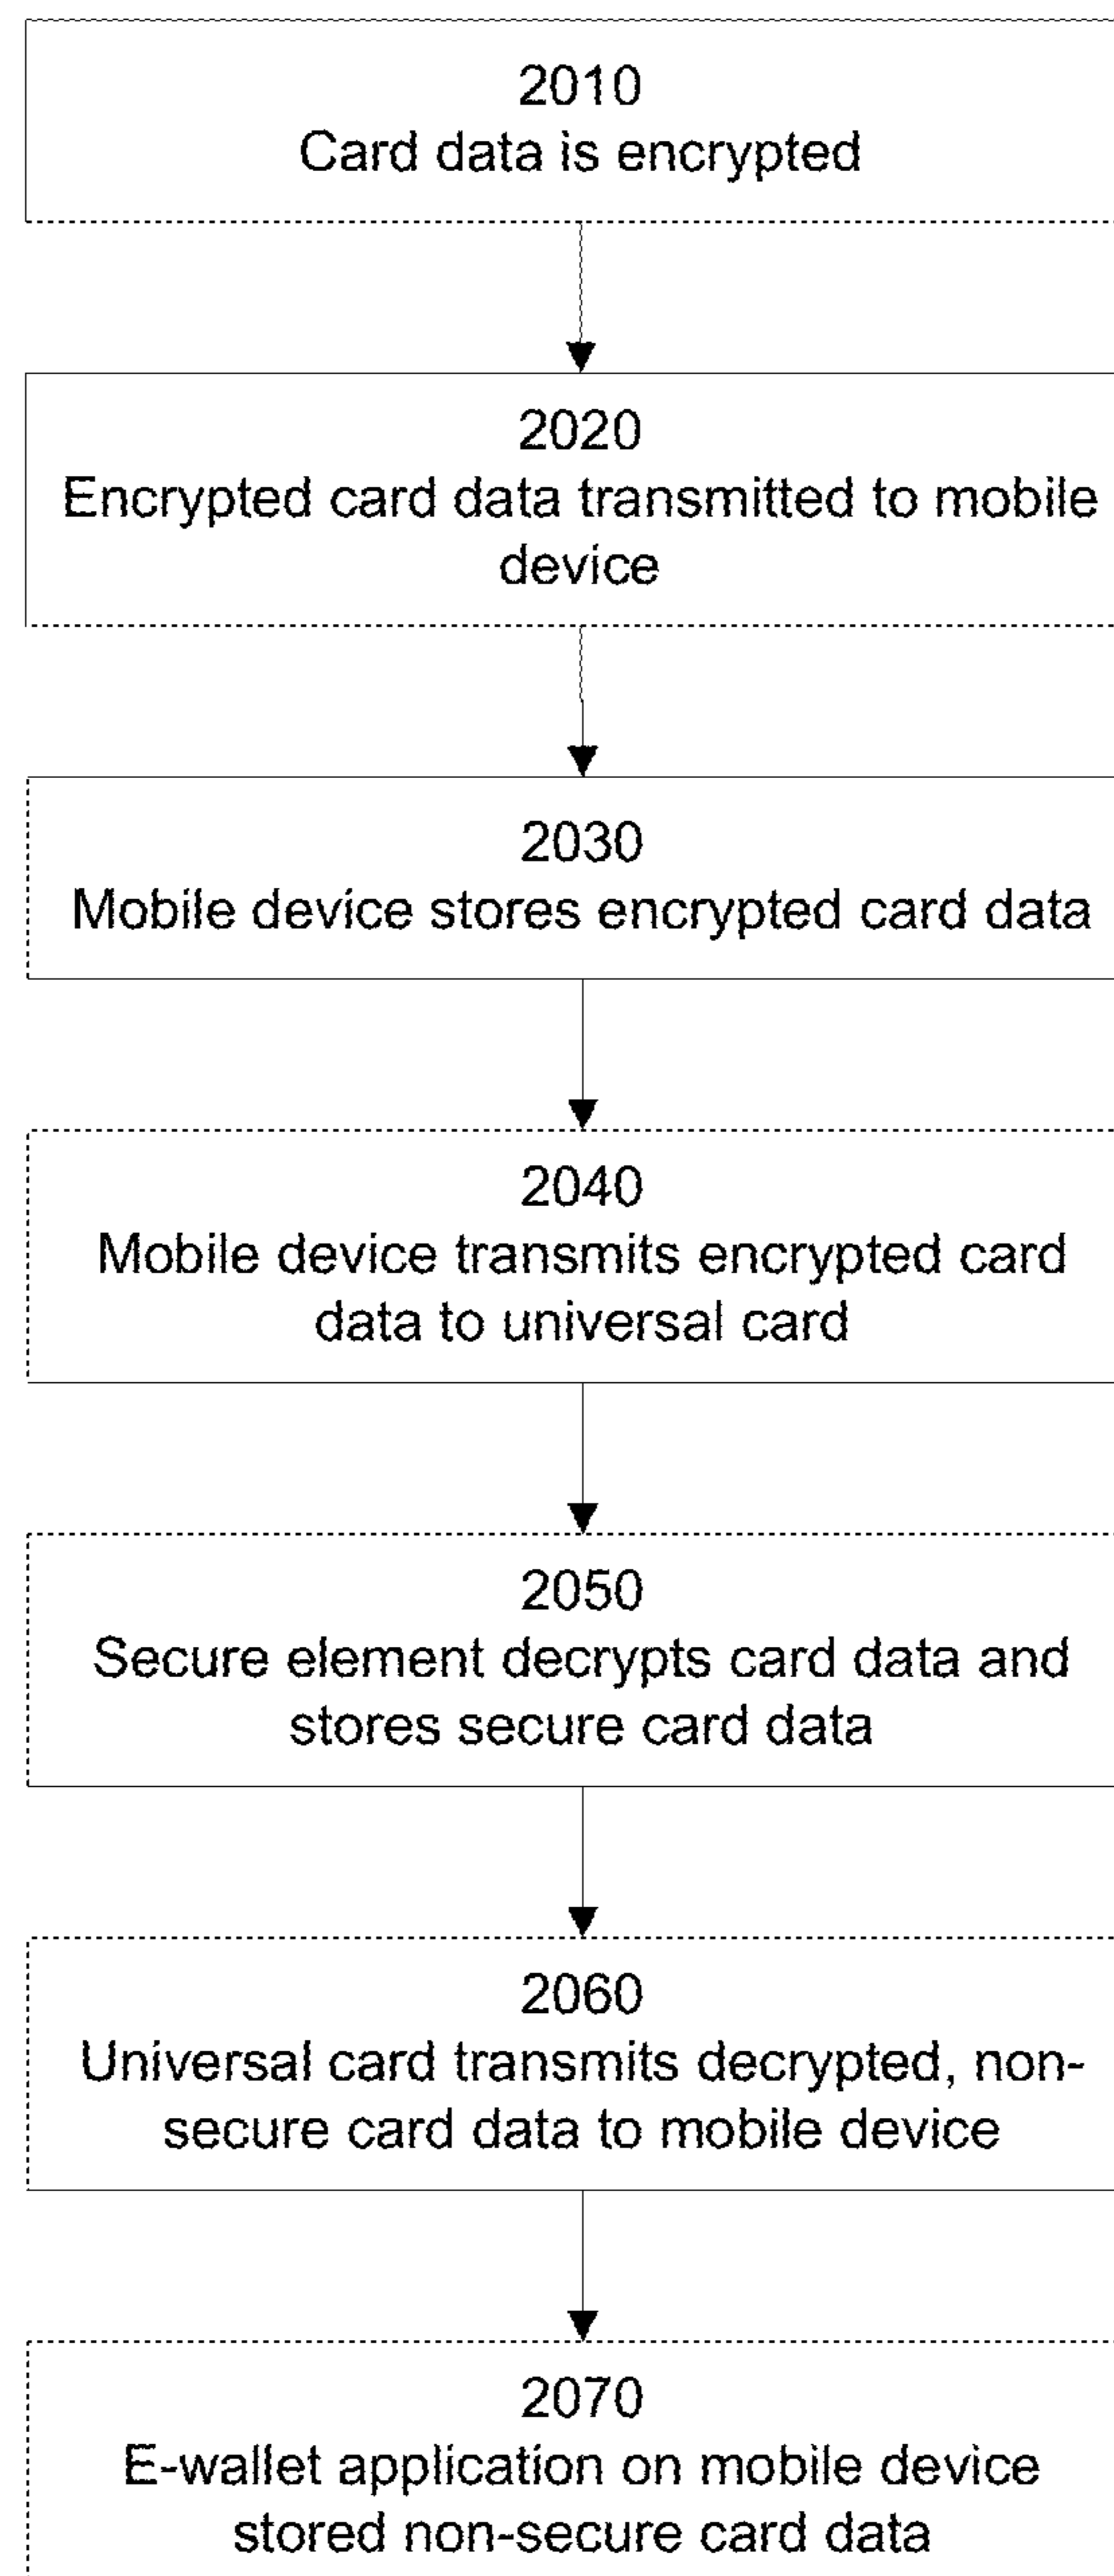 2010
Card data is encrypted
2020
Encrypted card data transmitted to mobile
device
2030
Mobile device stores encrypted card data
2040
Mobile device transmits encrypted card
data to universal card
2050
Secure element decrypts card data and
stores secure card data
2060
Universal card transmits decrypted, non-
secure card data to mobile device
2070
E-wallet application on mobile device
stored non-secure card data